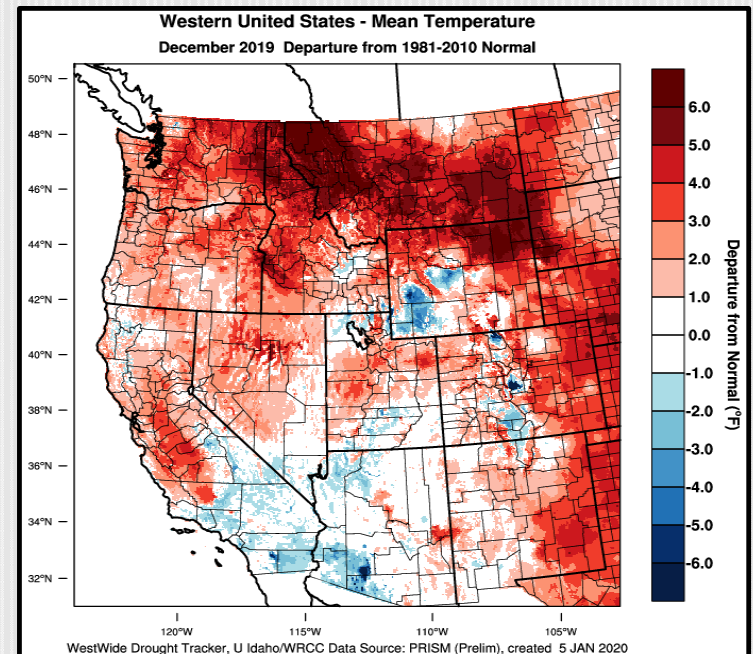 Western United States - Mean Temperature
December 2019  Departure from 1981-2010 Normal
50°N
48°N
46°N
44°N
42°N
40°N
38°N
36°N
34°N
32°N
120°W
115°W
110°W
105°W
6.0
5.0
4.0
3.0
2.0
1.0
0.0
-1.0
-2.0
-3.0
-4.0
-5.0
-6.0
Departure from Normal (°F)
WestWide Drought Tracker, U Idaho/WRCC Data Source: PRISM (Prelim), created  5 JAN 2020